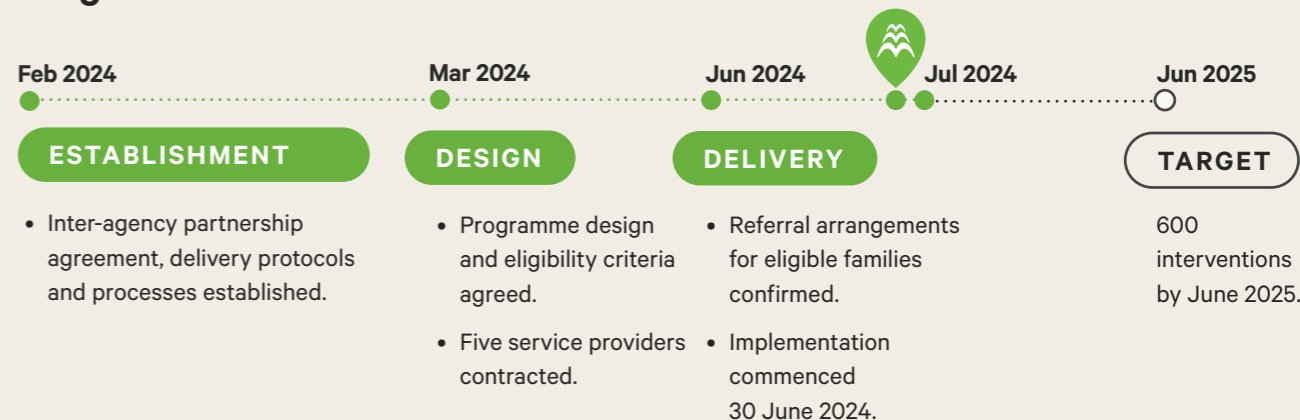 Feb 2024
Mar 2024
Jun 2024
Jul 2024
Jun 2025
ESTABLISHMENT
DESIGN
DELIVERY
TARGET
• Inter-agency partnership
agreement, delivery protocols
and processes established.
• Programme design
and eligibility criteria
agreed.
• Five service providers
contracted.
• Referral arrangements
for eligible families
confirmed.
• Implementation
commenced
30 June 2024.
600
interventions
by June 2025.